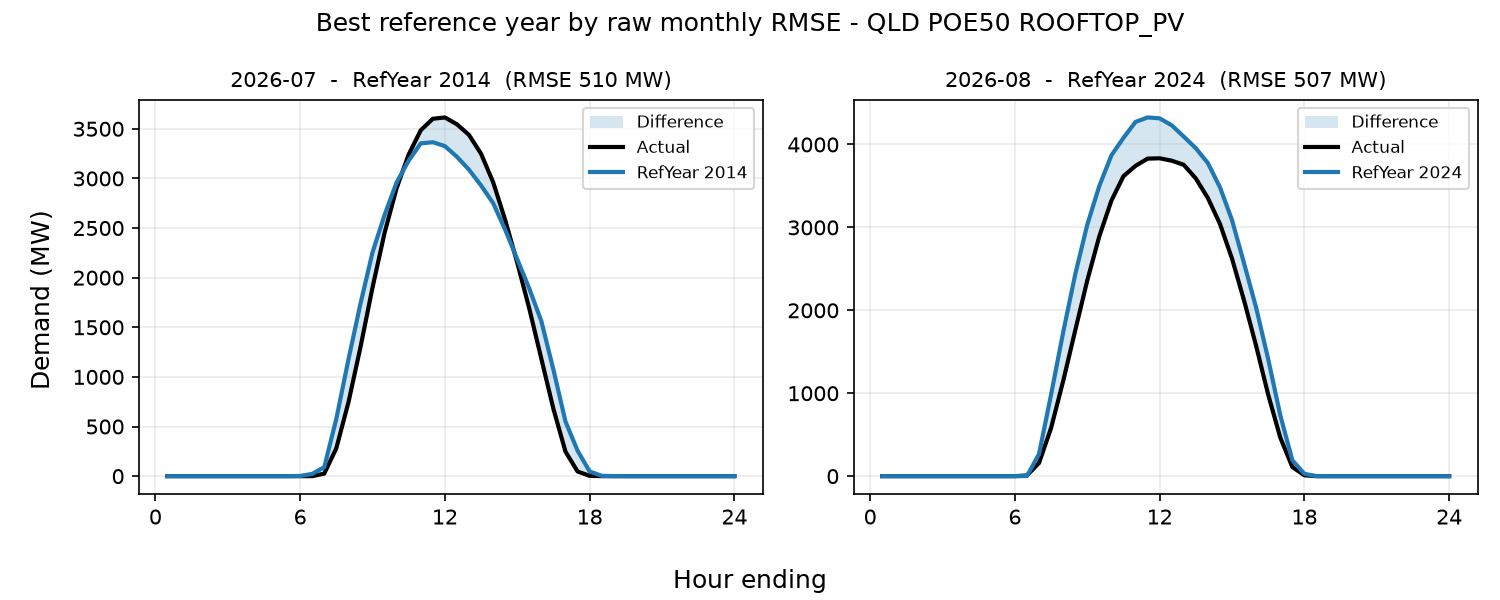 Best reference year by raw monthly RMSE - QLD POE50 ROOFTOP_PV
2026-07 - RefYear 2014 (RMSE 510 MW)
Demand (MW)
3500
3000
2500
2000
1500
1000
500
0
0 6 12 18 24
Difference
Actual
RefYear 2014
2026-08 - RefYear 2024 (RMSE 507 MW)
4000
3000
2000
1000
0
0 6 12 18 24
Difference
Actual
RefYear 2024
Hour ending